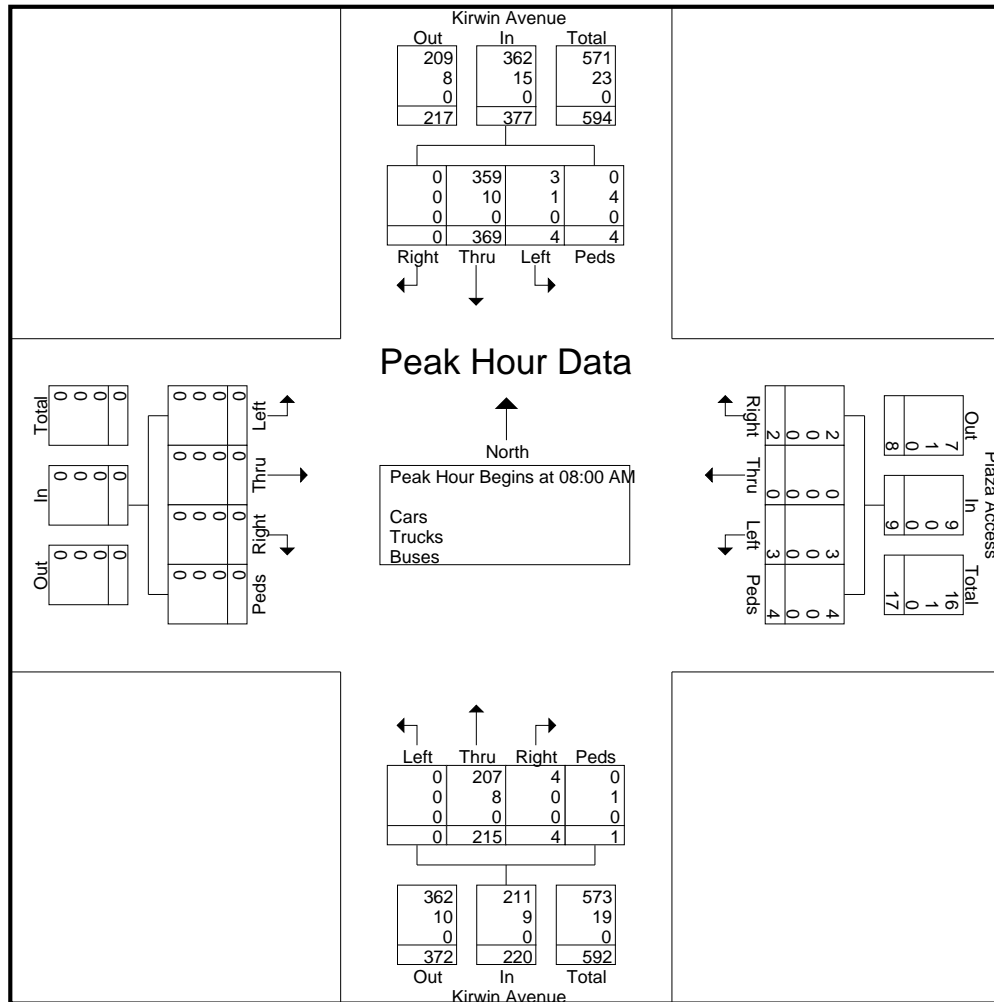 Kirwin Avenue
Out In Total
209 362 571
8 15 23
0 0 0
217 377 594
0 359 3 0
0 10 1 4
0 0 0 0
0 369 4 4
Right Thru Left Peds
Peak Hour Data
North
Peak Hour Begins at 08:00 AM
Cars
Trucks
Buses
Total
0 0 0 0
In
0 0 0 0
Out
0 0 0 0
Left
0 0 0 0
Thru
0 0 0 0
Right
0 0 0 0
Peds
0 0 0 0
Right
2 0 0 2
Thru
0 0 0 0
Left
3 0 0 3
Peds
4 0 0 4
Plaza Access
Out
7 1 0 8
In
9 0 0 9
Total
16 1 0 17
Left Thru Right Peds
0 207 4 0
0 8 0 1
0 0 0 0
0 215 4 1
362 211 573
10 9 19
0 0 0
372 220 592
Out In Total
Kirwin Avenue